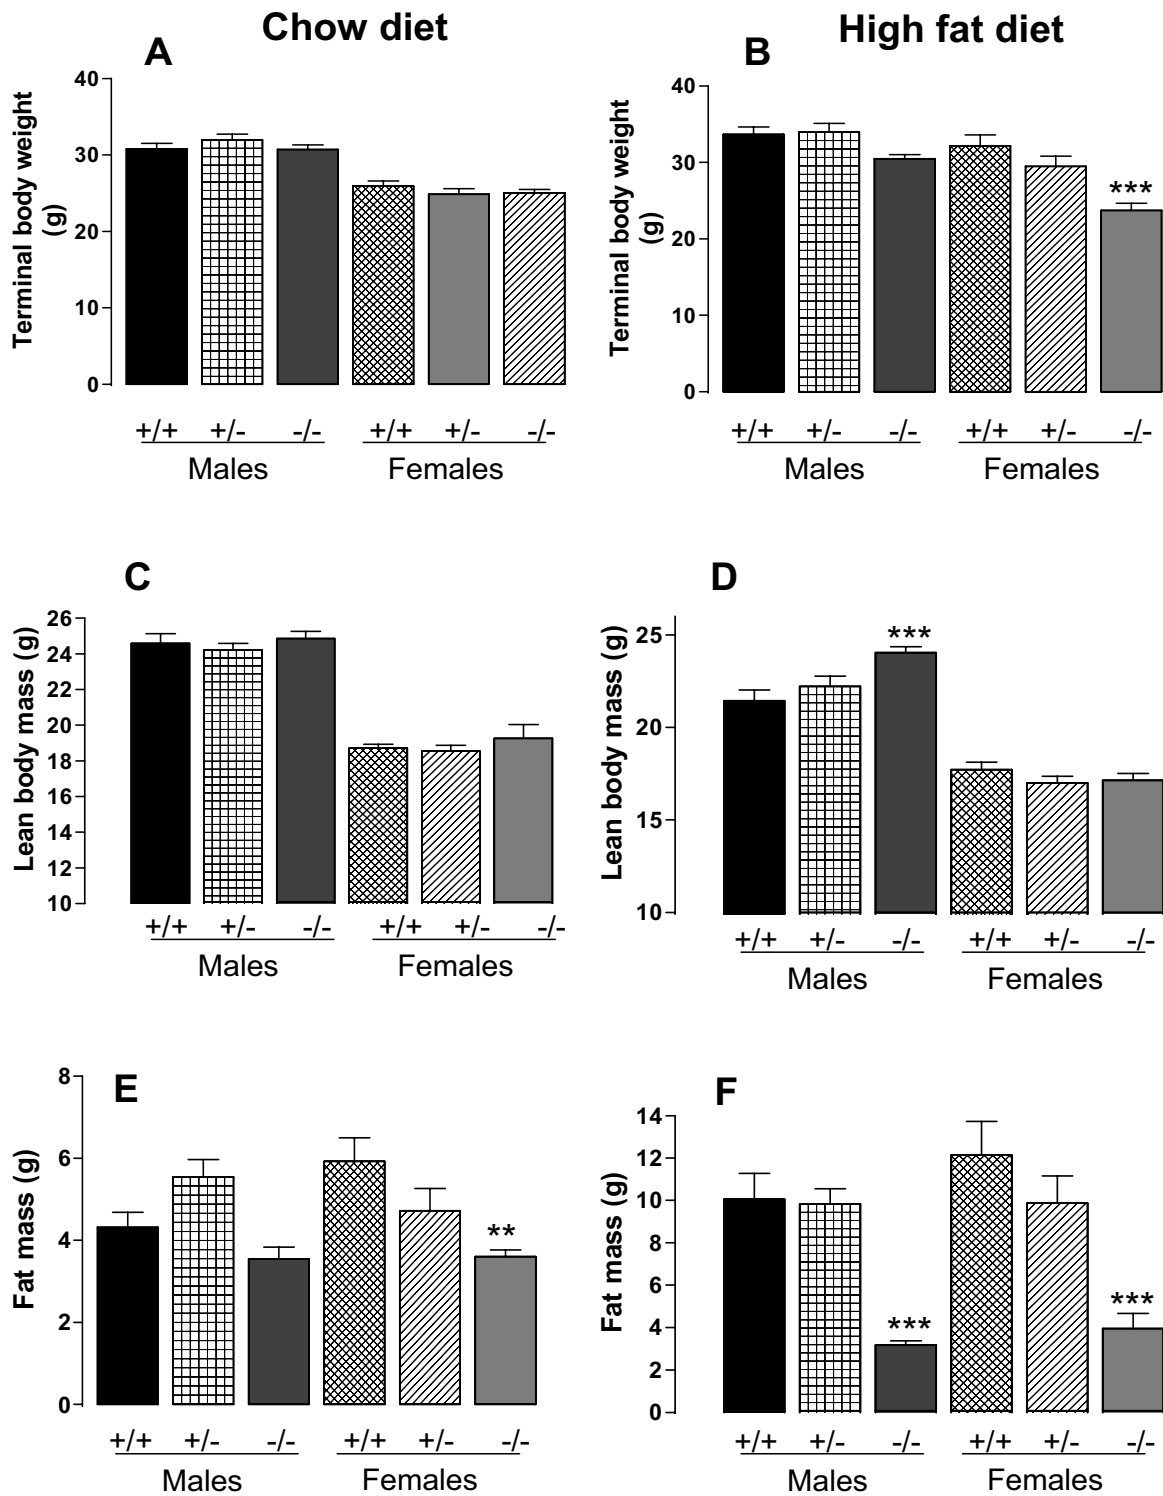 Chow diet
High fat diet
A
Terminal body weight
(g)
40
30
20
10
0
+/+ +/- -/- +/+ +/- -/-
Males Females
B
Terminal body weight
(g)
40
30
20
10
0
***
+/+ +/- -/- +/+ +/- -/-
Males Females
C
Lean body mass (g)
26
24
22
20
18
16
14
12
10
+/+ +/- -/- +/+ +/- -/-
Males Females
D
Lean body mass (g)
25
20
15
10
***
+/+ +/- -/- +/+ +/- -/-
Males Females
E
Fat mass (g)
8
6
4
2
0
**
+/+ +/- -/- +/+ +/- -/-
Males Females
F
Fat mass (g)
14
12
10
8
6
4
2
0
***
***
+/+ +/- -/- +/+ +/- -/-
Males Females